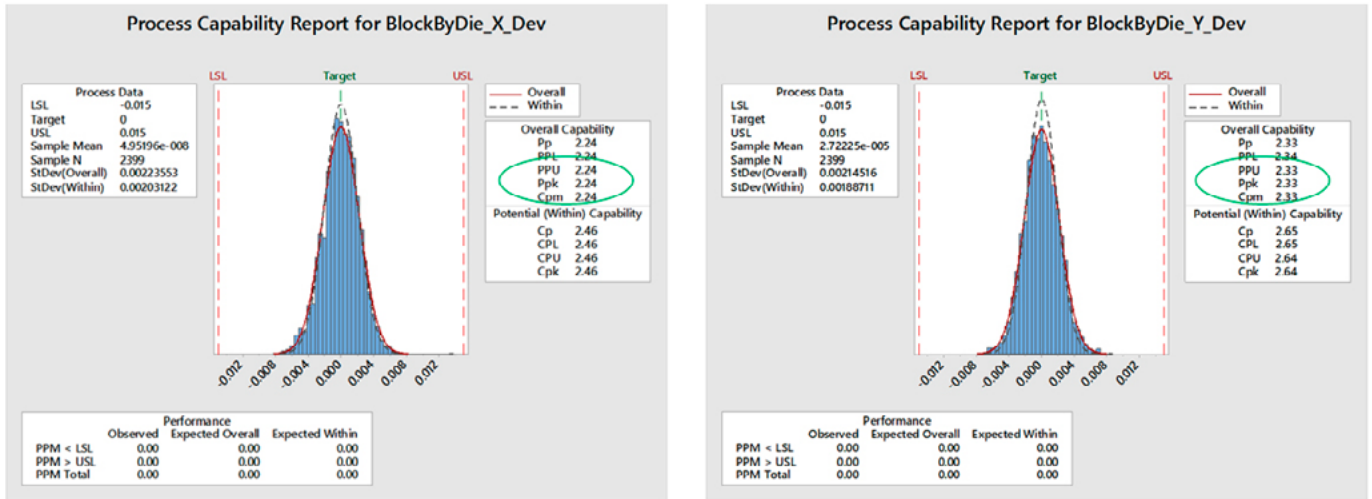 Process Capability Report for BlockByDie_X_Dev
LSL Target USL
Process Data
LSL -0.015
Target 0
USL 0.015
Sample Mean 4.95196e-008
Sample N 2399
StDev(Overall) 0.00223553
StDev(Within) 0.00203122
Overall
Within
Overall Capability
Pp 2.24
PPL 2.24
PPU 2.24
Ppk 2.24
Cpm 2.24
Potential (Within) Capability
Cp 2.46
CPL 2.46
CPU 2.46
Cpk 2.46
-0.012 -0.008 -0.004 0.000 0.004 0.008 0.012
Performance
Observed Expected Overall Expected Within
PPM < LSL 0.00 0.00 0.00
PPM > USL 0.00 0.00 0.00
PPM Total 0.00 0.00 0.00
Process Capability Report for BlockByDie_Y_Dev
LSL Target USL
Process Data
LSL -0.015
Target 0
USL 0.015
Sample Mean 2.72225e-005
Sample N 2399
StDev(Overall) 0.00214516
StDev(Within) 0.00188711
Overall
Within
Overall Capability
Pp 2.33
PPL 2.34
PPU 2.33
Ppk 2.33
Cpm 2.33
Potential (Within) Capability
Cp 2.65
CPL 2.65
CPU 2.64
Cpk 2.64
-0.012 -0.008 -0.004 0.000 0.004 0.008 0.012
Performance
Observed Expected Overall Expected Within
PPM < LSL 0.00 0.00 0.00
PPM > USL 0.00 0.00 0.00
PPM Total 0.00 0.00 0.00